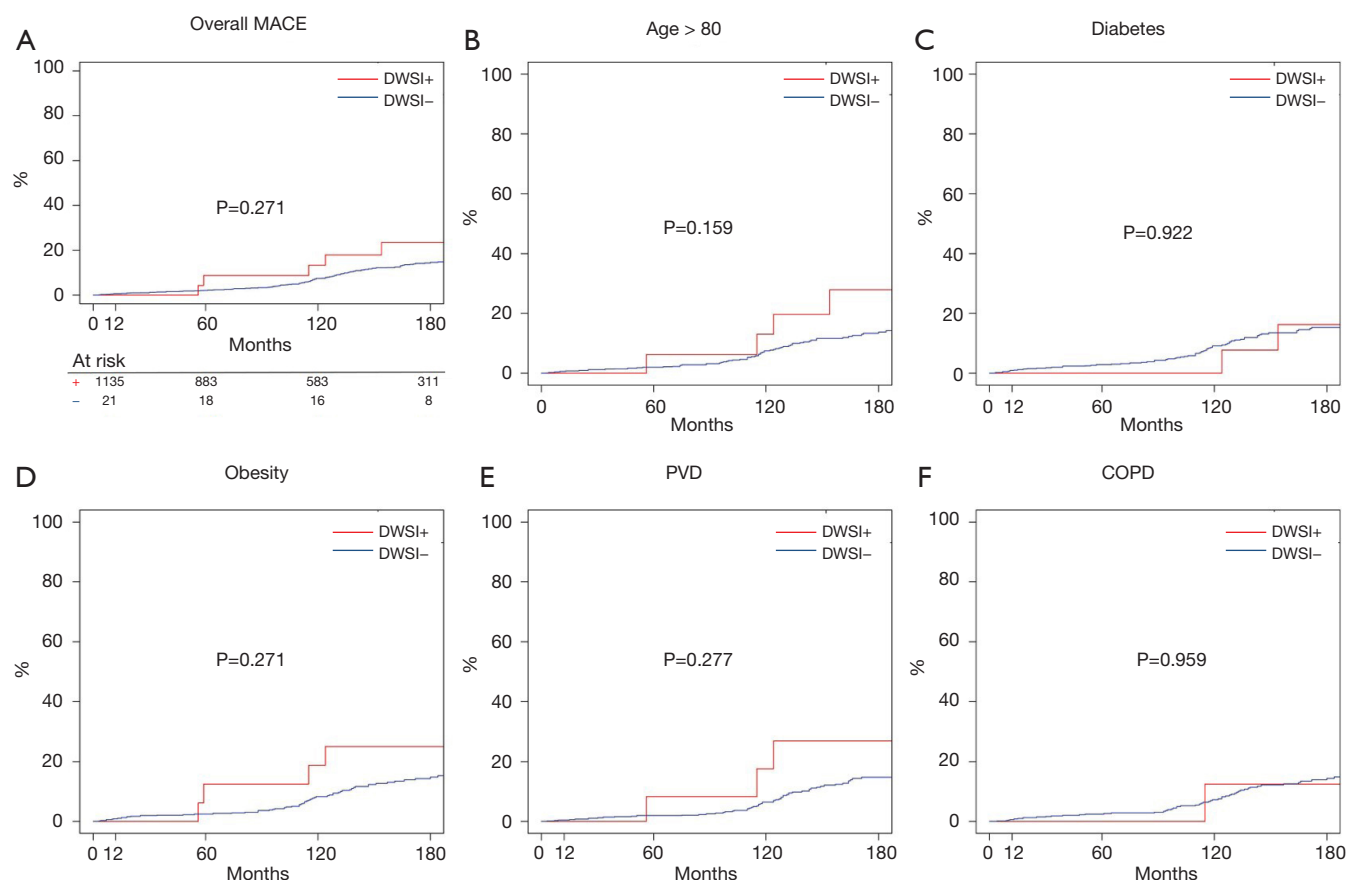 A
Overall MACE
100
80
60
40
20
0
%
DWSI+
DWSI–
P=0.271
0 12 60 120 180
Months
At risk
+ 1135 883 583 311
– 21 18 16 8
B
Age > 80
100
80
60
40
20
0
%
DWSI+
DWSI–
P=0.159
0 60 120 180
Months
C
Diabetes
100
80
60
40
20
0
%
DWSI+
DWSI–
P=0.922
0 12 60 120 180
Months
D
Obesity
100
80
60
40
20
0
%
DWSI+
DWSI–
P=0.271
0 12 60 120 180
Months
E
PVD
100
80
60
40
20
0
%
DWSI+
DWSI–
P=0.277
0 12 60 120 180
Months
F
COPD
100
80
60
40
20
0
%
DWSI+
DWSI–
P=0.959
0 12 60 120 180
Months